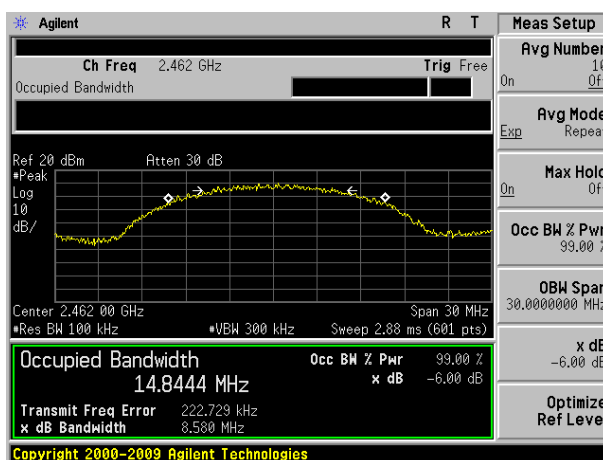 Agilent R T Meas Setup
Ch Freq 2.462 GHz Trig Free
Occupied Bandwidth
Avg Number
10
On Off
Avg Mode
Exp Repeat
Max Hold
On Off
Occ BW % Pwr
99.00 %
OBW Span
30.0000000 MHz
x dB
-6.00 dB
Optimize
Ref Level
Ref 20 dBm Atten 30 dB
#Peak
Log
10
dB/
Center 2.462 00 GHz Span 30 MHz
#Res BW 100 kHz #VBW 300 kHz Sweep 2.88 ms (601 pts)
Occupied Bandwidth Occ BW % Pwr 99.00 %
14.8444 MHz x dB -6.00 dB
Transmit Freq Error 222.729 kHz
x dB Bandwidth 8.580 MHz
Copyright 2000-2009 Agilent Technologies